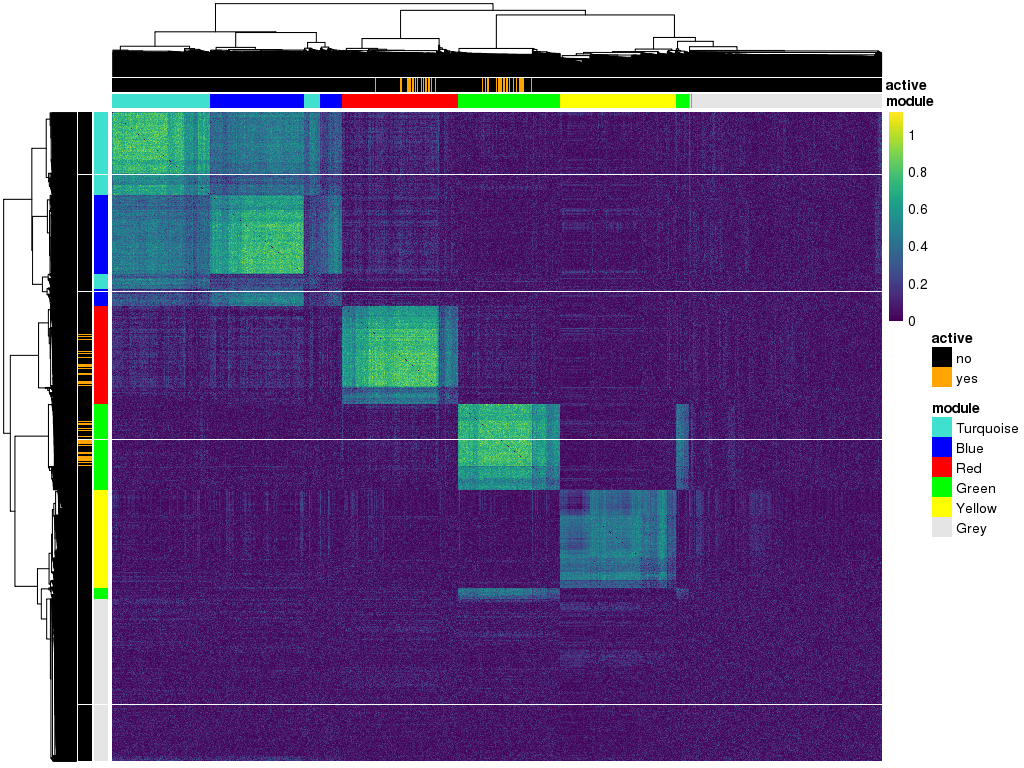 active
module
1
0.8
0.6
0.4
0.2
0
active
no
yes
module
Turquoise
Blue
Red
Green
Yellow
Grey